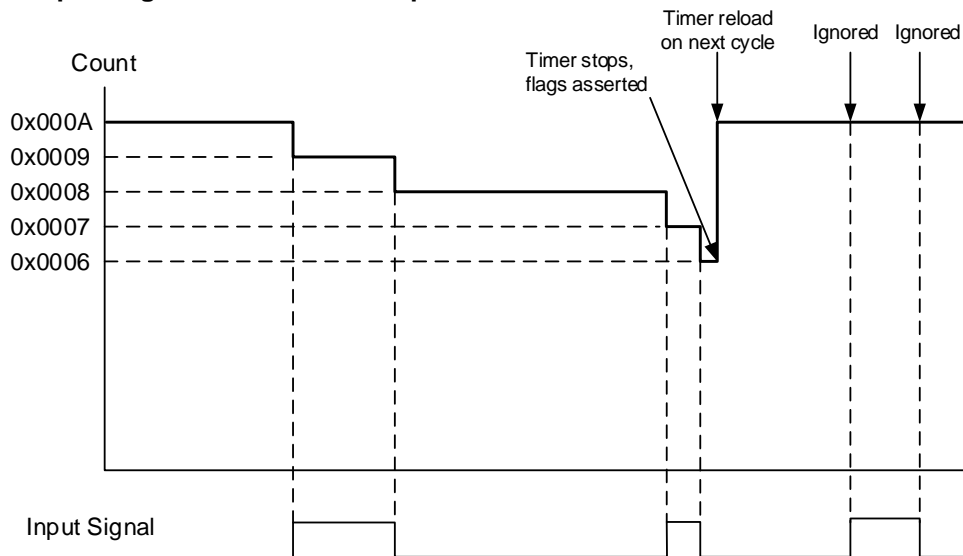 Timer reload
on next cycle
Ignored
Ignored
Timer stops,
flags asserted
Count
0x000A
0x0009
0x0008
0x0007
0x0006
Input Signal